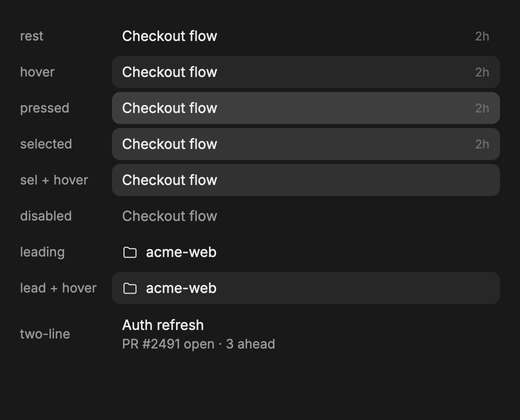 rest Checkout flow 2h
hover Checkout flow 2h
pressed Checkout flow 2h
selected Checkout flow 2h
sel + hover Checkout flow
disabled Checkout flow
leading acme-web
lead + hover acme-web
two-line Auth refresh
PR #2491 open · 3 ahead